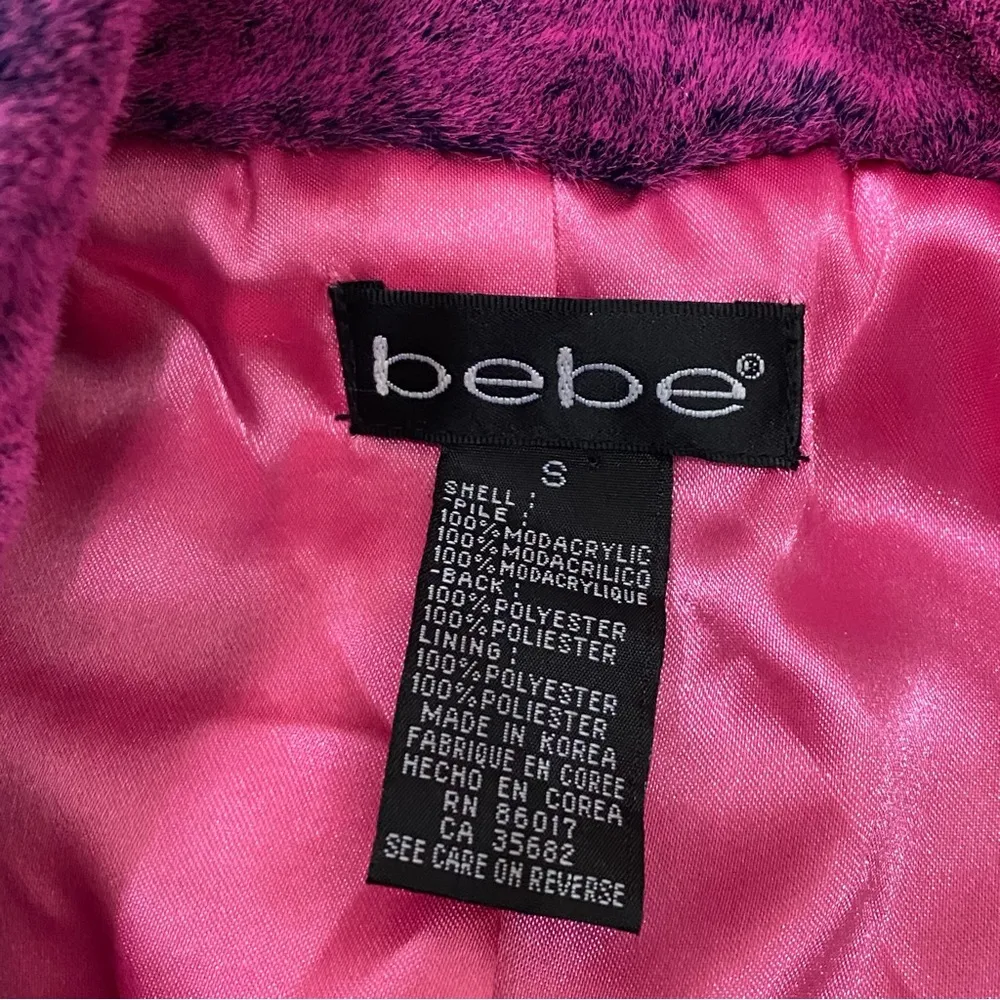 bebe®
S
SHELL :
-PILE :
100%MODACRYLIC
100%MODACRILICO
100%MODACRYLIQUE
-BACK :
100%POLYESTER
100%POLIESTER
LINING :
100%POLYESTER
100%POLIESTER
MADE IN KOREA
FABRIQUE EN COREE
HECHO EN COREA
RN 86017
CA 35682
SEE CARE ON REVERSE